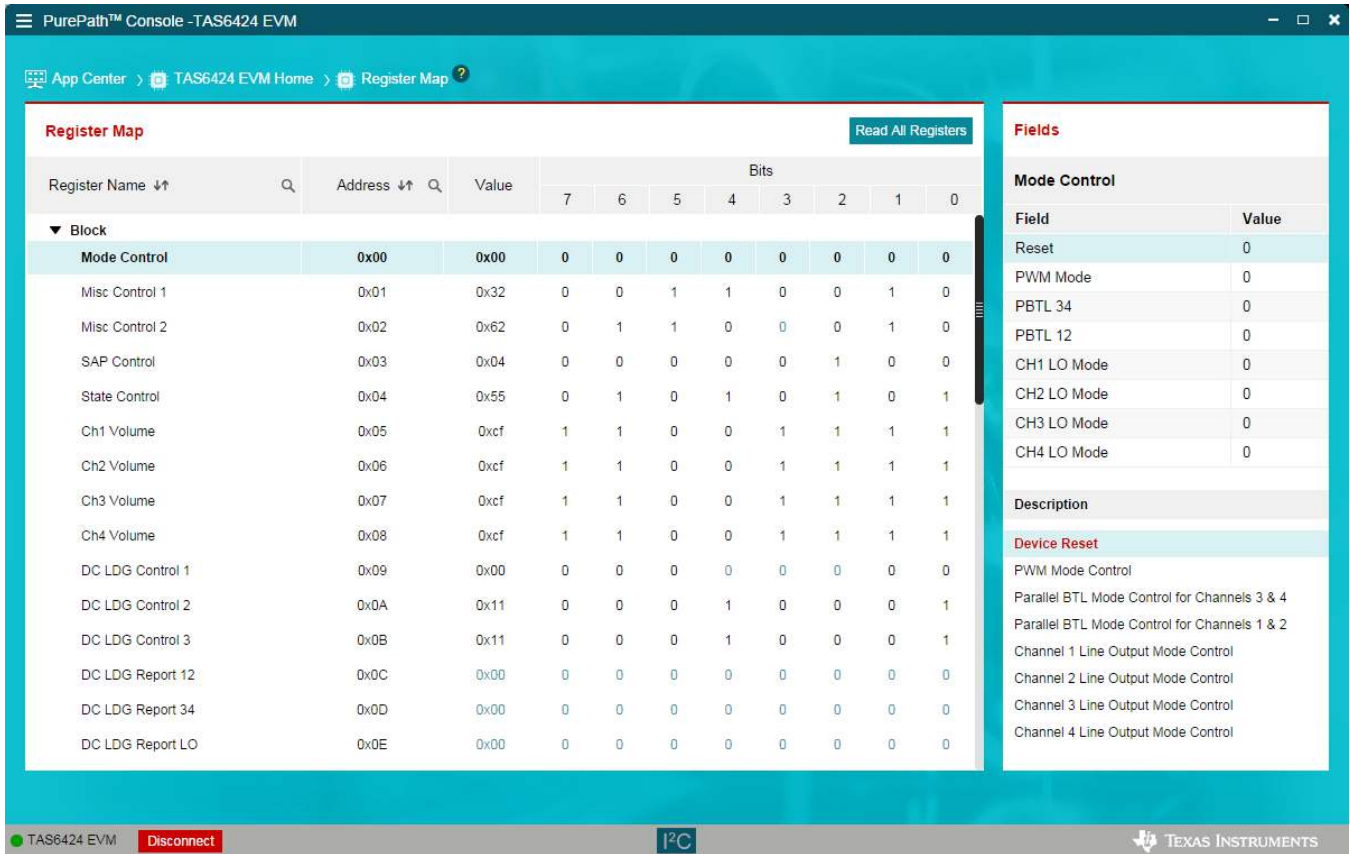 PurePath™ Console -TAS6424 EVM
App Center > TAS6424 EVM Home > Register Map ?
Register Map Read All Registers
Register Name Address Value Bits
7 6 5 4 3 2 1 0
Block
Mode Control 0x00 0x00 0 0 0 0 0 0 0 0
Misc Control 1 0x01 0x32 0 0 1 1 0 0 1 0
Misc Control 2 0x02 0x62 0 1 1 0 0 0 1 0
SAP Control 0x03 0x04 0 0 0 0 0 1 0 0
State Control 0x04 0x55 0 1 0 1 0 1 0 1
Ch1 Volume 0x05 0xcf 1 1 0 0 1 1 1 1
Ch2 Volume 0x06 0xcf 1 1 0 0 1 1 1 1
Ch3 Volume 0x07 0xcf 1 1 0 0 1 1 1 1
Ch4 Volume 0x08 0xcf 1 1 0 0 1 1 1 1
DC LDG Control 1 0x09 0x00 0 0 0 0 0 0 0 0
DC LDG Control 2 0x0A 0x11 0 0 0 1 0 0 0 1
DC LDG Control 3 0x0B 0x11 0 0 0 1 0 0 0 1
DC LDG Report 12 0x0C 0x00 0 0 0 0 0 0 0 0
DC LDG Report 34 0x0D 0x00 0 0 0 0 0 0 0 0
DC LDG Report LO 0x0E 0x00 0 0 0 0 0 0 0 0
Fields
Mode Control
Field Value
Reset 0
PWM Mode 0
PBTL 34 0
PBTL 12 0
CH1 LO Mode 0
CH2 LO Mode 0
CH3 LO Mode 0
CH4 LO Mode 0
Description
Device Reset
PWM Mode Control
Parallel BTL Mode Control for Channels 3 & 4
Parallel BTL Mode Control for Channels 1 & 2
Channel 1 Line Output Mode Control
Channel 2 Line Output Mode Control
Channel 3 Line Output Mode Control
Channel 4 Line Output Mode Control
TAS6424 EVM Disconnect I²C TEXAS INSTRUMENTS